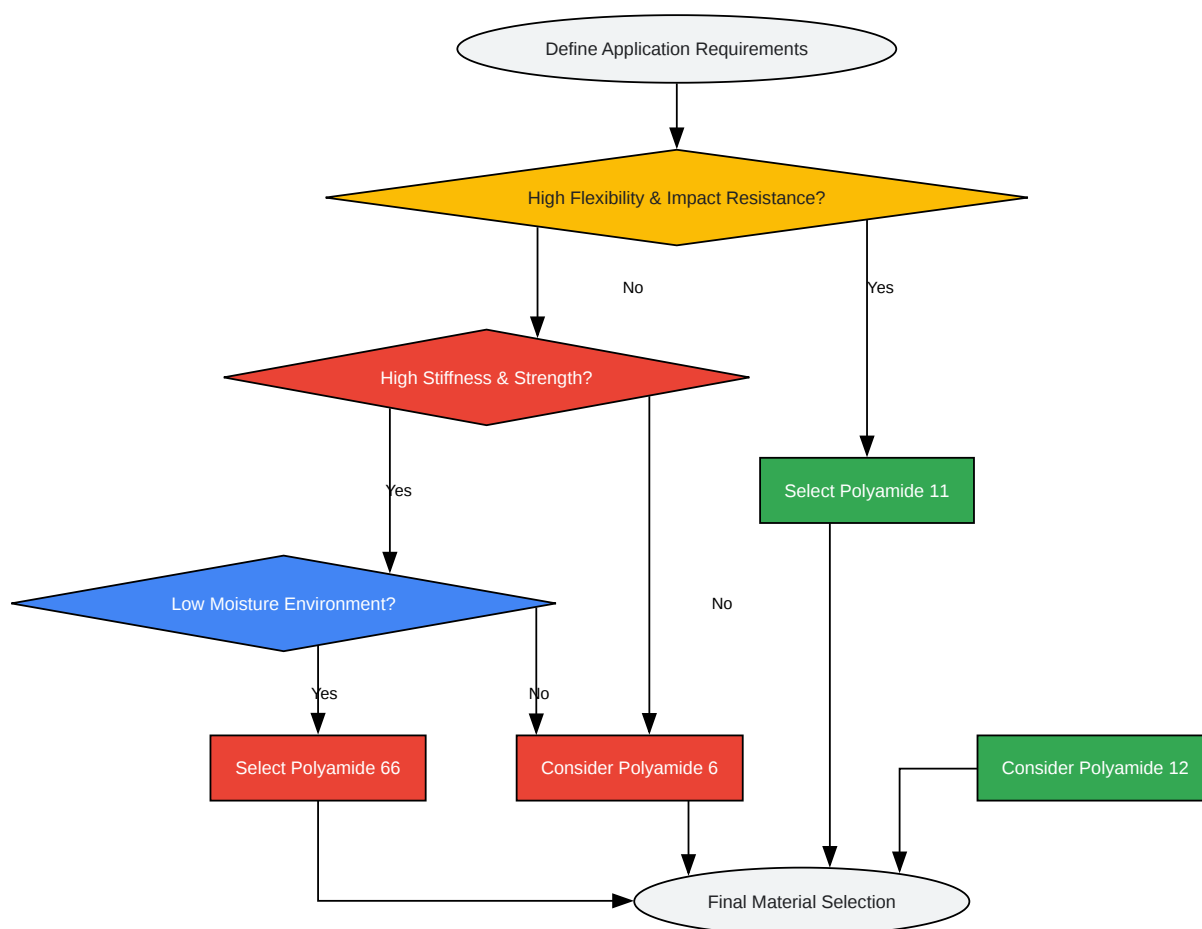 Define Application Requirements
High Flexibility & Impact Resistance?
No
Yes
High Stiffness & Strength?
Yes
Select Polyamide 11
Low Moisture Environment?
No
Yes
No
Select Polyamide 66
Consider Polyamide 6
Consider Polyamide 12
Final Material Selection